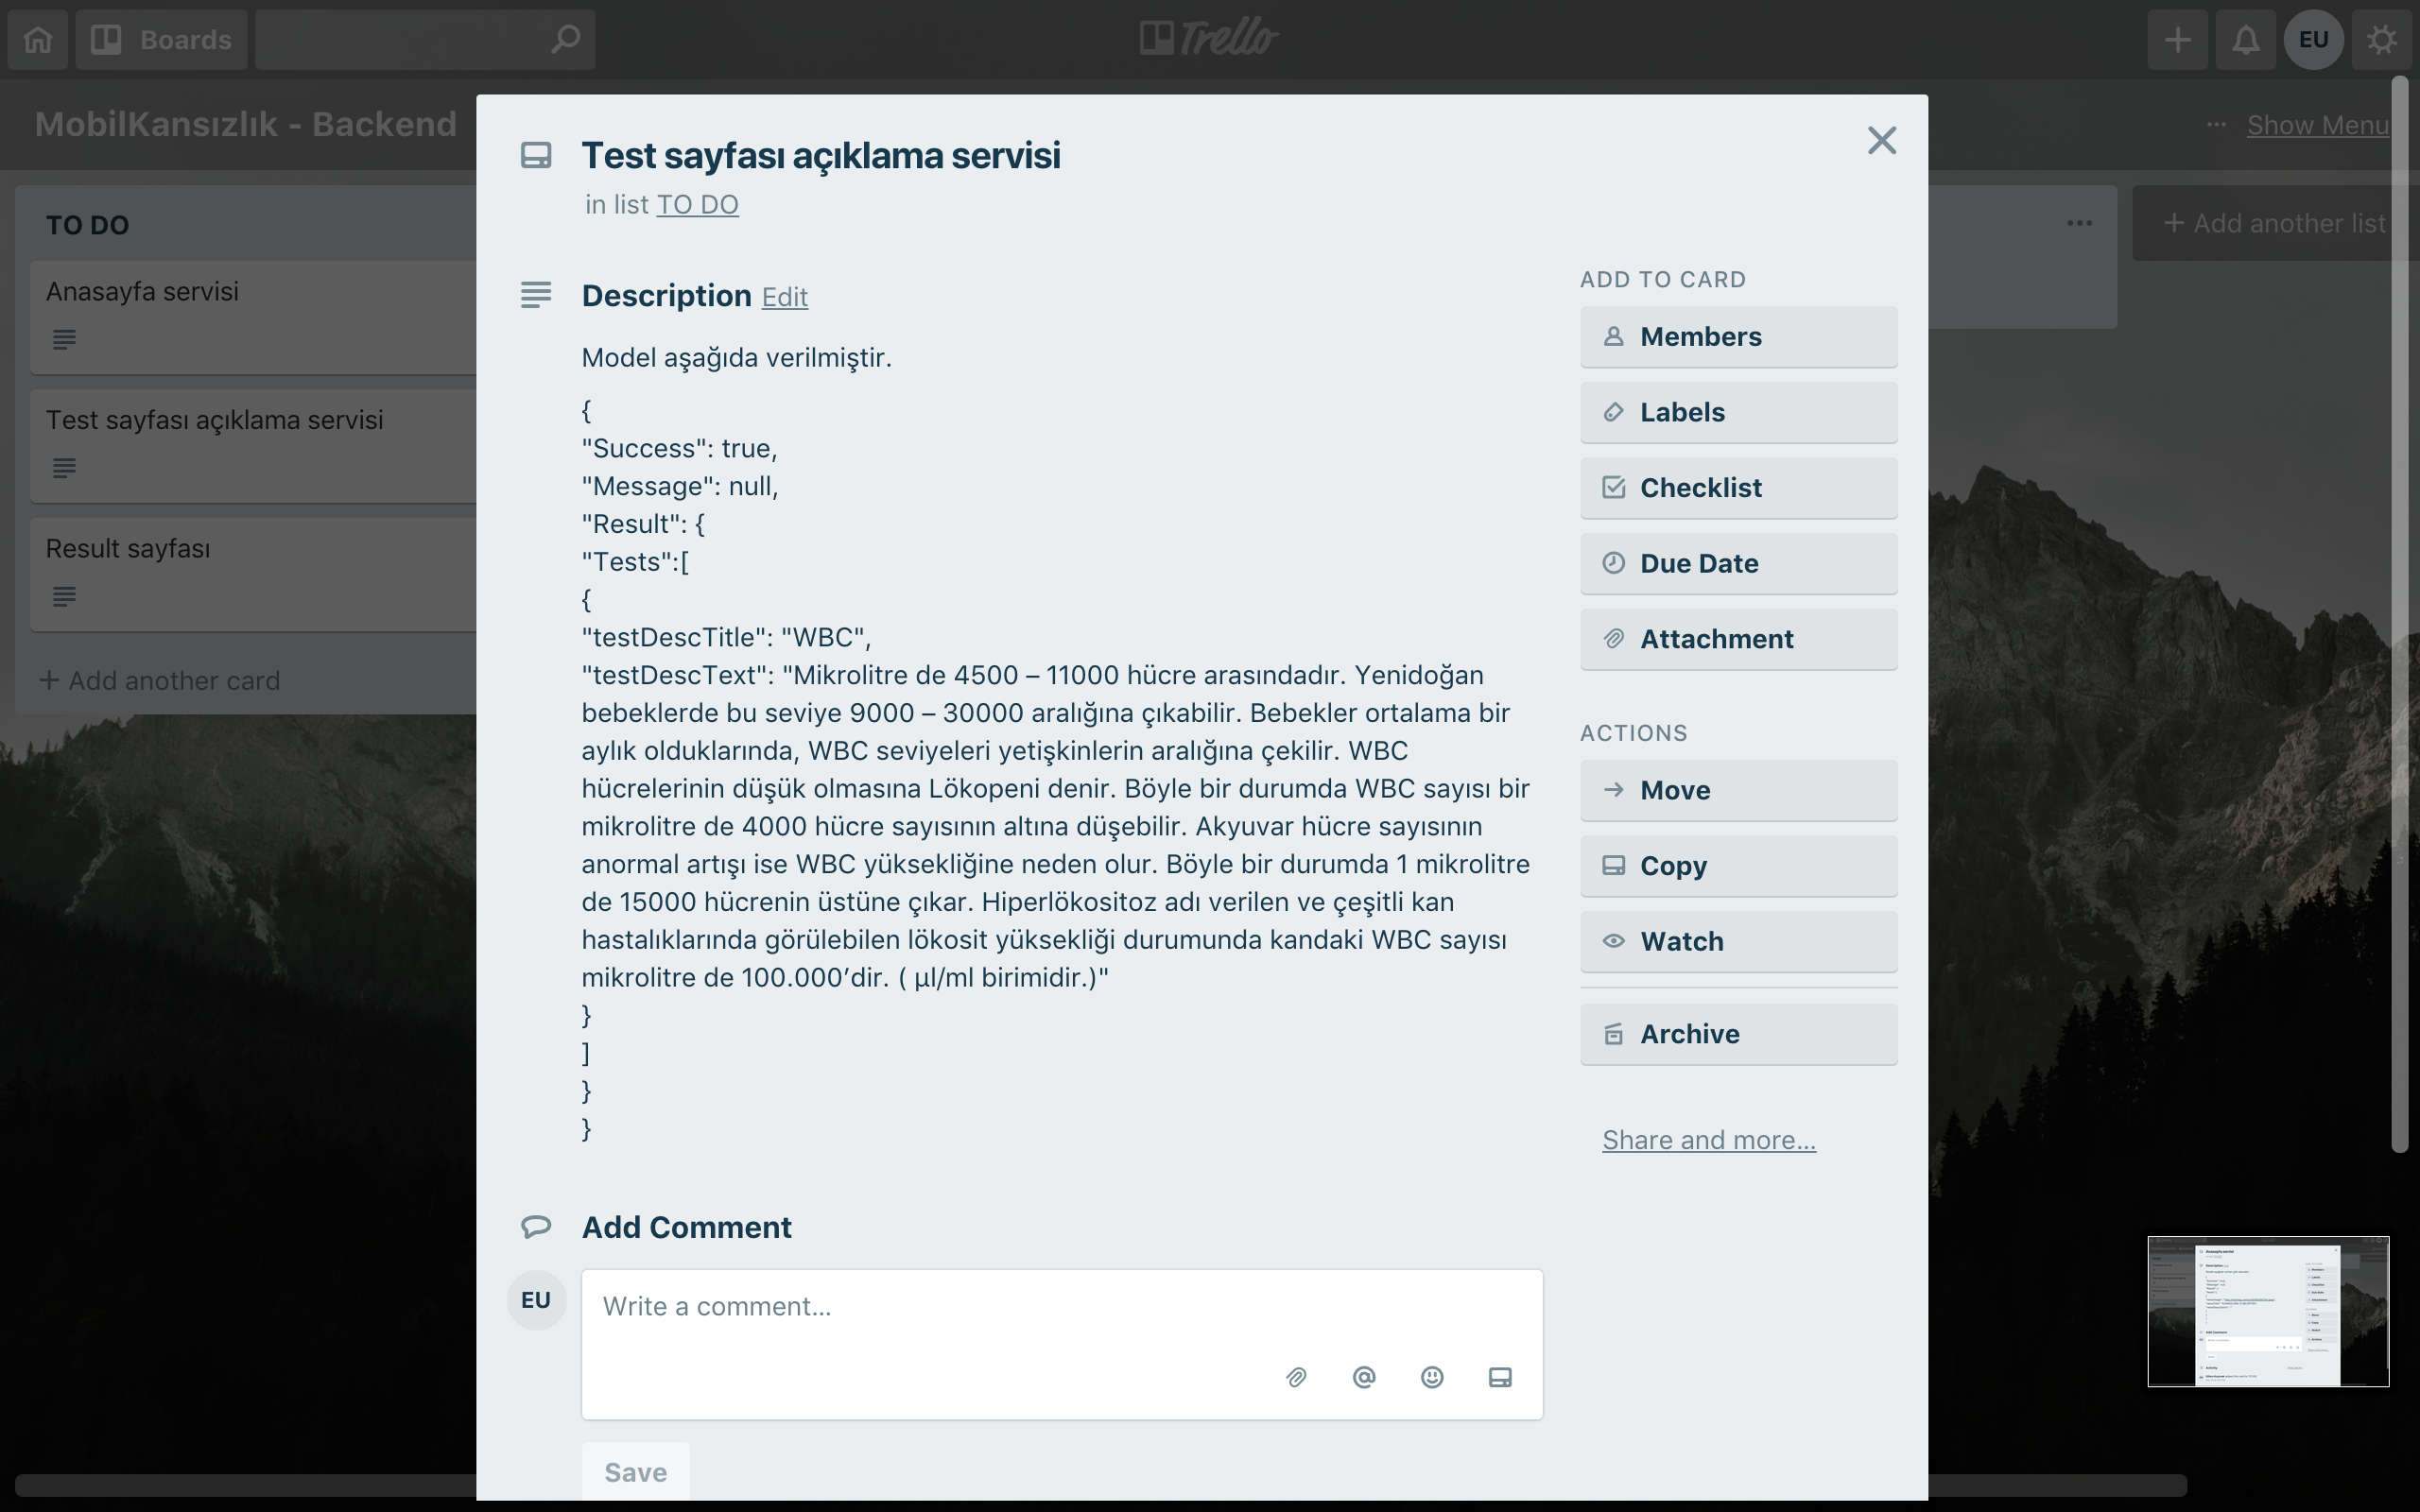 Boards
Trello
EU
MobilKansızlık - Backend
... Show Menu
TO DO
Anasayfa servisi
Test sayfası açıklama servisi
Result sayfası
+ Add another card
+ Add another list
Test sayfası açıklama servisi
in list TO DO
Description Edit
Model aşağıda verilmiştir.
{
"Success": true,
"Message": null,
"Result": {
"Tests":[
{
"testDescTitle": "WBC",
"testDescText": "Mikrolitre de 4500 – 11000 hücre arasındadır. Yenidoğan
bebeklerde bu seviye 9000 – 30000 aralığına çıkabilir. Bebekler ortalama bir
aylık olduklarında, WBC seviyeleri yetişkinlerin aralığına çekilir. WBC
hücrelerinin düşük olmasına Lökopeni denir. Böyle bir durumda WBC sayısı bir
mikrolitre de 4000 hücre sayısının altına düşebilir. Akyuvar hücre sayısının
anormal artışı ise WBC yüksekliğine neden olur. Böyle bir durumda 1 mikrolitre
de 15000 hücrenin üstüne çıkar. Hiperlökositoz adı verilen ve çeşitli kan
hastalıklarında görülebilen lökosit yüksekliği durumunda kandaki WBC sayısı
mikrolitre de 100.000’dir. ( µl/ml birimidir.)"
}
]
}
}
ADD TO CARD
Members
Labels
Checklist
Due Date
Attachment
ACTIONS
Move
Copy
Watch
Archive
Share and more...
Add Comment
EU
Write a comment...
Save